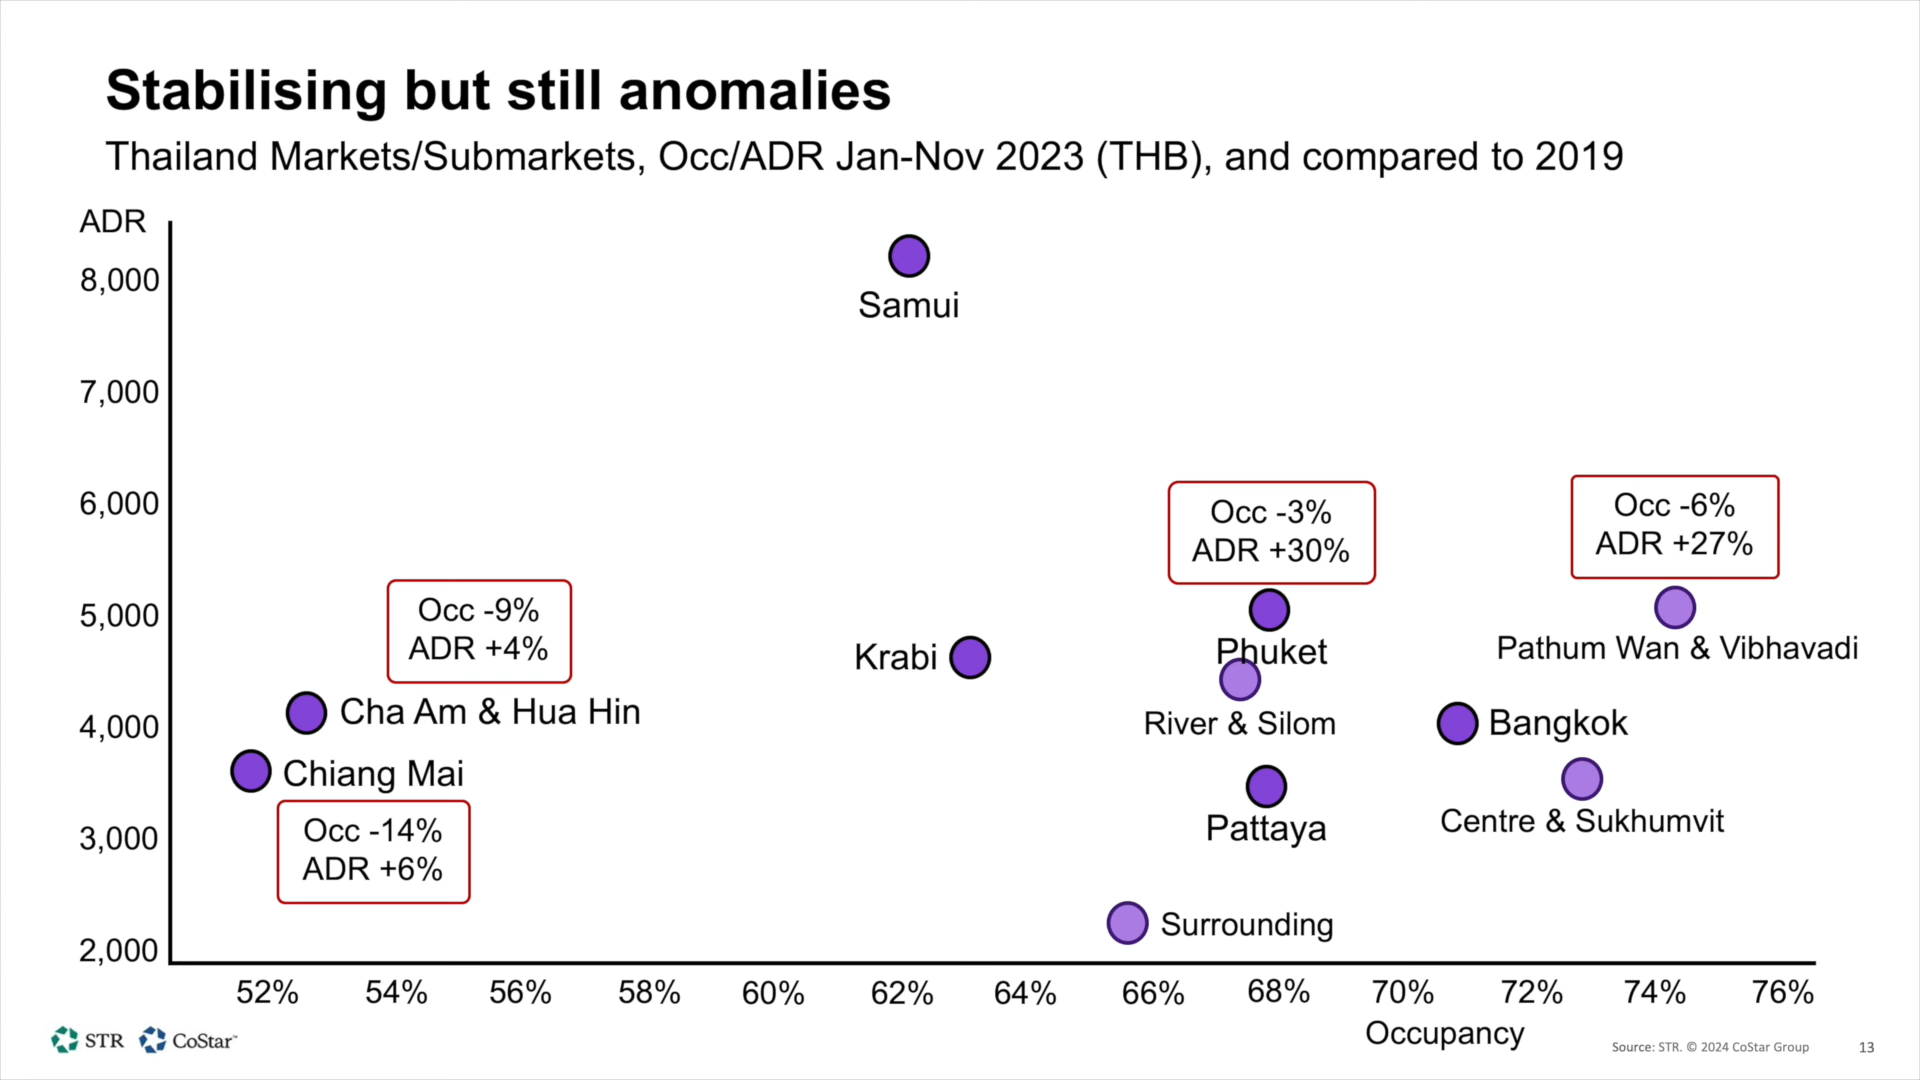 Stabilising but still anomalies
Thailand Markets/Submarkets, Occ/ADR Jan-Nov 2023 (THB), and compared to 2019
ADR
8,000
7,000
6,000
5,000
4,000
3,000
2,000
Samui
Occ -3%
ADR +30%
Occ -6%
ADR +27%
Occ -9%
ADR +4%
Krabi
Phuket
Pathum Wan & Vibhavadi
Cha Am & Hua Hin
River & Silom
Bangkok
Chiang Mai
Pattaya
Centre & Sukhumvit
Occ -14%
ADR +6%
Surrounding
52% 54% 56% 58% 60% 62% 64% 66% 68% 70% 72% 74% 76%
Occupancy
STR CoStar™
Source: STR. © 2024 CoStar Group
13